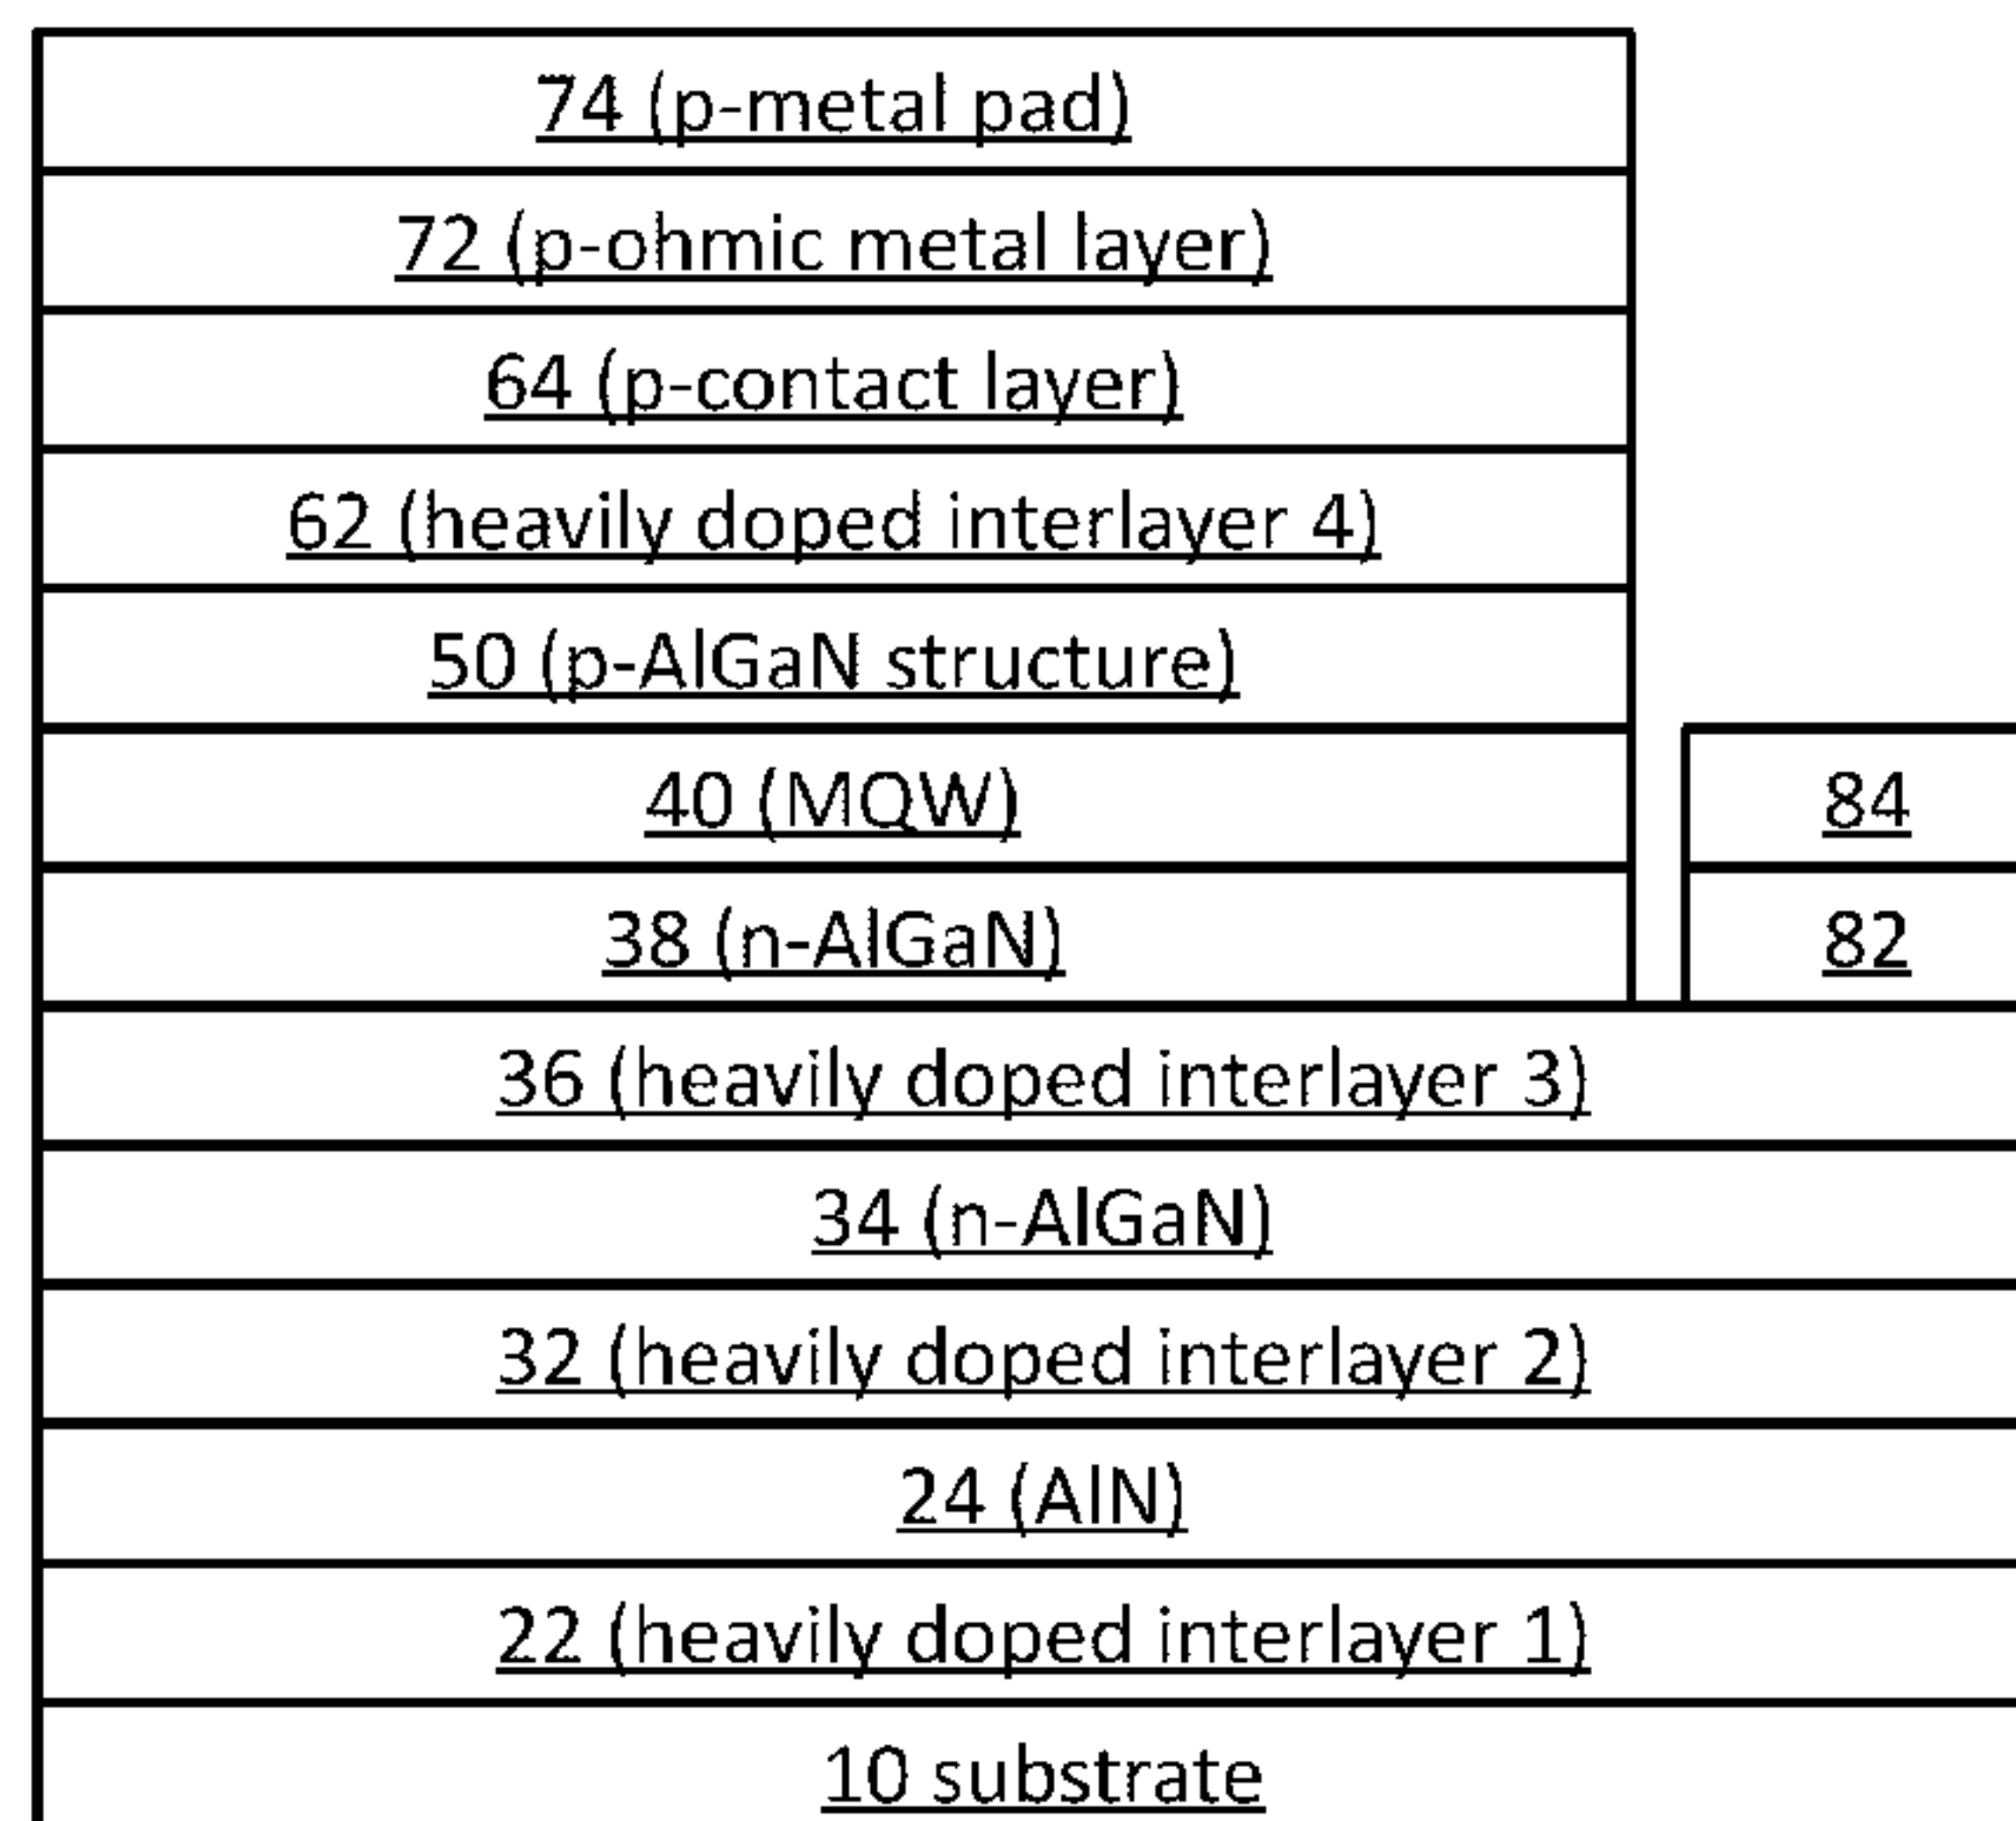 74 (p-metal pad)
72 (p-ohmic metal layer)
64 (p-contact layer)
62 (heavily doped interlayer 4)
50 (p-AlGaN structure)
40 (MQW)
84
38 (n-AlGaN)
82
36 (heavily doped interlayer 3)
34 (n-AlGaN)
32 (heavily doped interlayer 2)
24 (AlN)
22 (heavily doped interlayer 1)
10 substrate